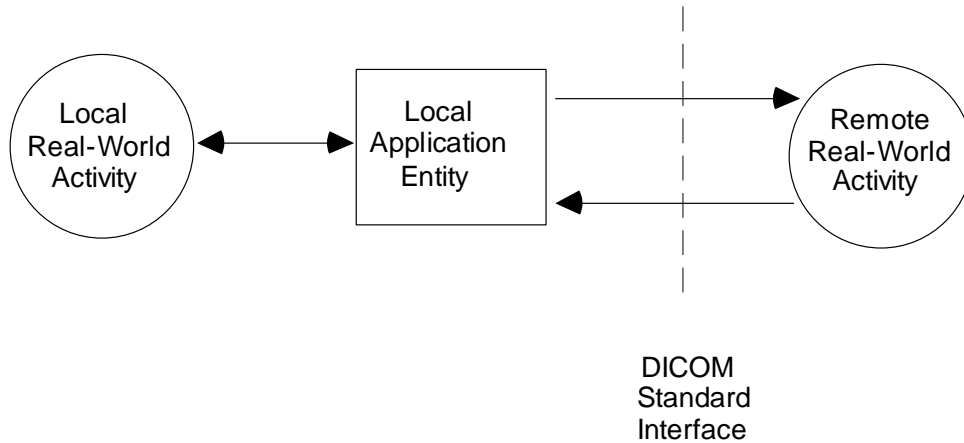 Local
Real-World
Activity
Local
Application
Entity
Remote
Real-World
Activity
DICOM
Standard
Interface